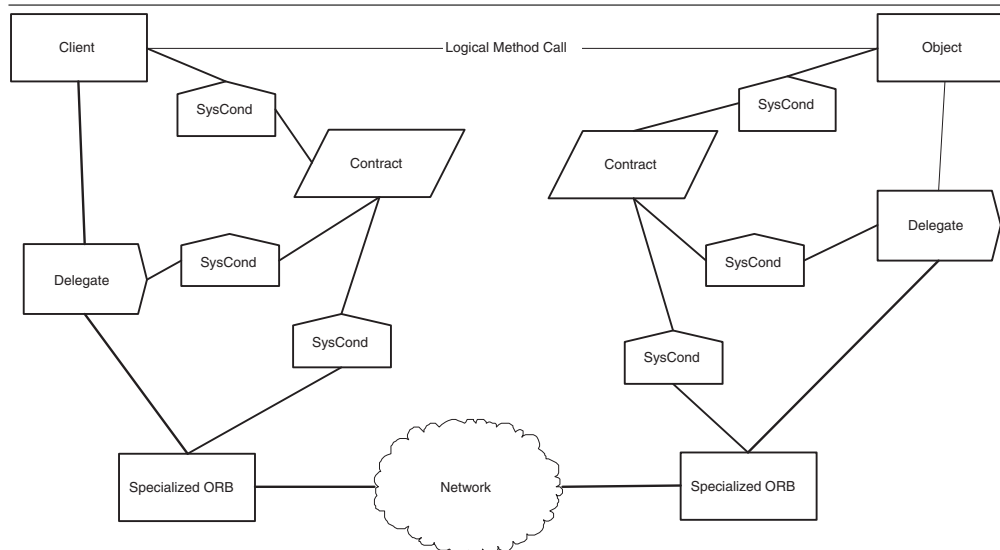 Client
Logical Method Call
Object
SysCond
SysCond
Contract
Contract
Delegate
SysCond
SysCond
Delegate
SysCond
SysCond
Specialized ORB
Network
Specialized ORB